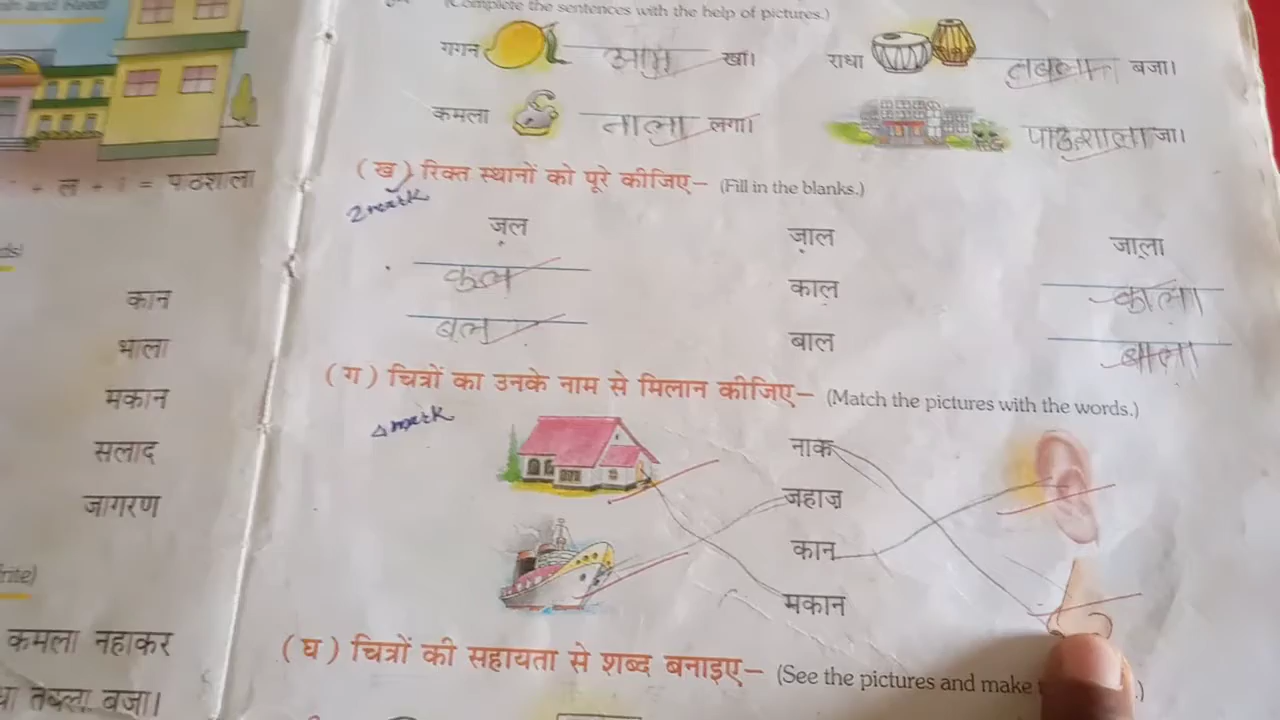 (Complete the sentences with the help of pictures.)
गगन आम खा।
राधा तबला बजा।
कमला ताला लगा।
पाठशाला जा।
+ ल + ा = पाठशाला
(ख) रिक्त स्थानों को पूरे कीजिए– (Fill in the blanks.)
2 mark
जल जाल जाला
कल काल काला
बल बाल बाला
कान
भाला
मकान
सलाद
जागरण
(ग) चित्रों का उनके नाम से मिलान कीजिए– (Match the pictures with the words.)
4 mark
नाक
जहाज़
कान
मकान
कमला नहाकर
तबला बजा।
(घ) चित्रों की सहायता से शब्द बनाइए– (See the pictures and make